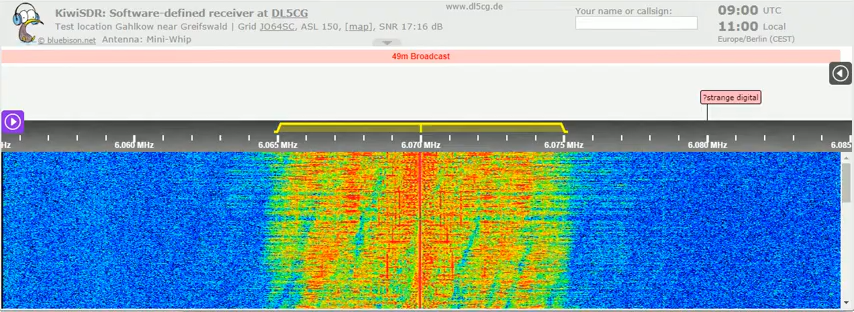 www.dl5cg.de
KiwiSDR: Software-defined receiver at DL5CG
Test location Gahlkow near Greifswald | Grid JO64SC, ASL 150, [map], SNR 17:16 dB
© bluebison.net Antenna: Mini-Whip
Your name or callsign:
09:00 UTC
11:00 Local
Europe/Berlin (CEST)
49m Broadcast
?strange digital
Hz 6.060 MHz 6.065 MHz 6.070 MHz 6.075 MHz 6.080 MHz 6.085